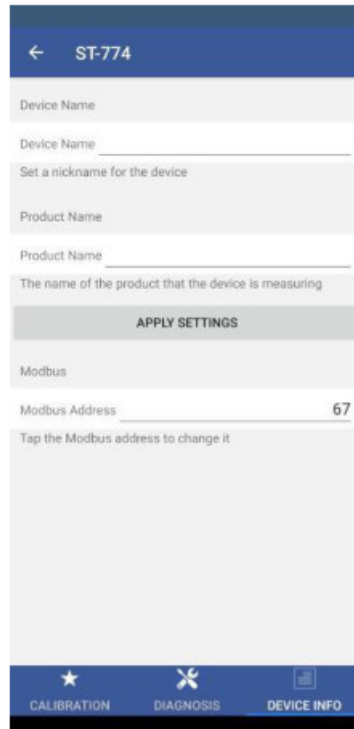 ST-774
Device Name
Device Name
Set a nickname for the device
Product Name
Product Name
The name of the product that the device is measuring
APPLY SETTINGS
Modbus
Modbus Address 67
Tap the Modbus address to change it
CALIBRATION DIAGNOSIS DEVICE INFO